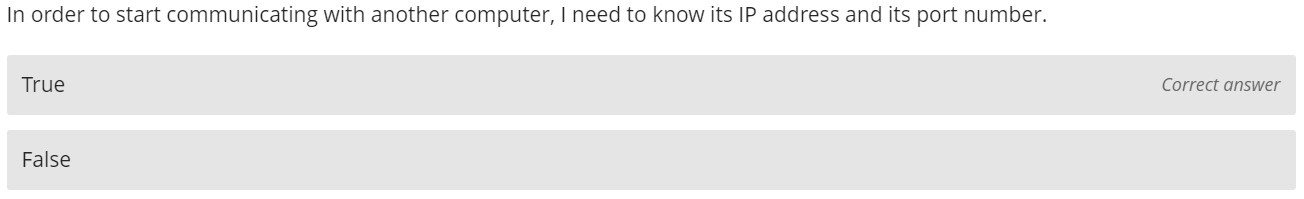 In order to start communicating with another computer, I need to know its IP address and its port number.
True Correct answer
False